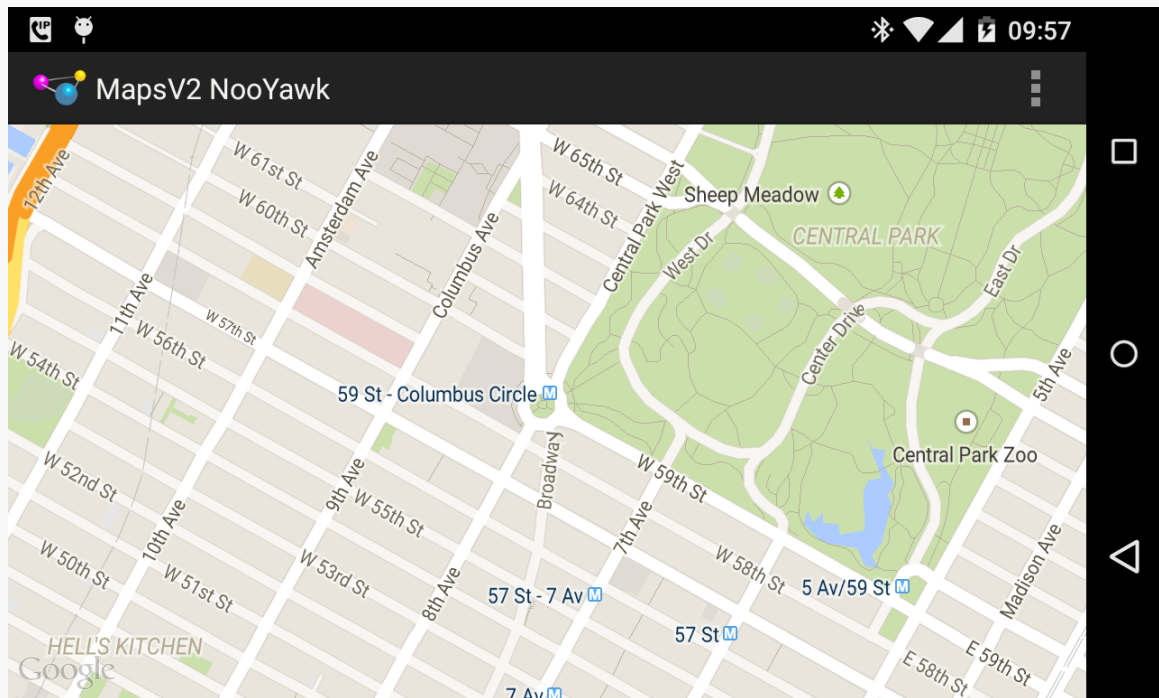 IP
09:57
MapsV2 NooYawk
12th Ave
W 61st St
W 60th St
Amsterdam Ave
Columbus Ave
W 65th St
W 64th St
Central Park West
Sheep Meadow
CENTRAL PARK
West Dr
East Dr
11th Ave
W 57th St
W 56th St
W 54th St
Center Drive
5th Ave
59 St - Columbus Circle M
Central Park Zoo
Broadway
W 59th St
W 52nd St
9th Ave
W 55th St
10th Ave
7th Ave
W 50th St
W 51st St
W 53rd St
8th Ave
W 58th St
Madison Ave
57 St - 7 Av M
5 Av/59 St M
57 St M
HELL'S KITCHEN
E 58th St
E 59th St
Google
7 Av M